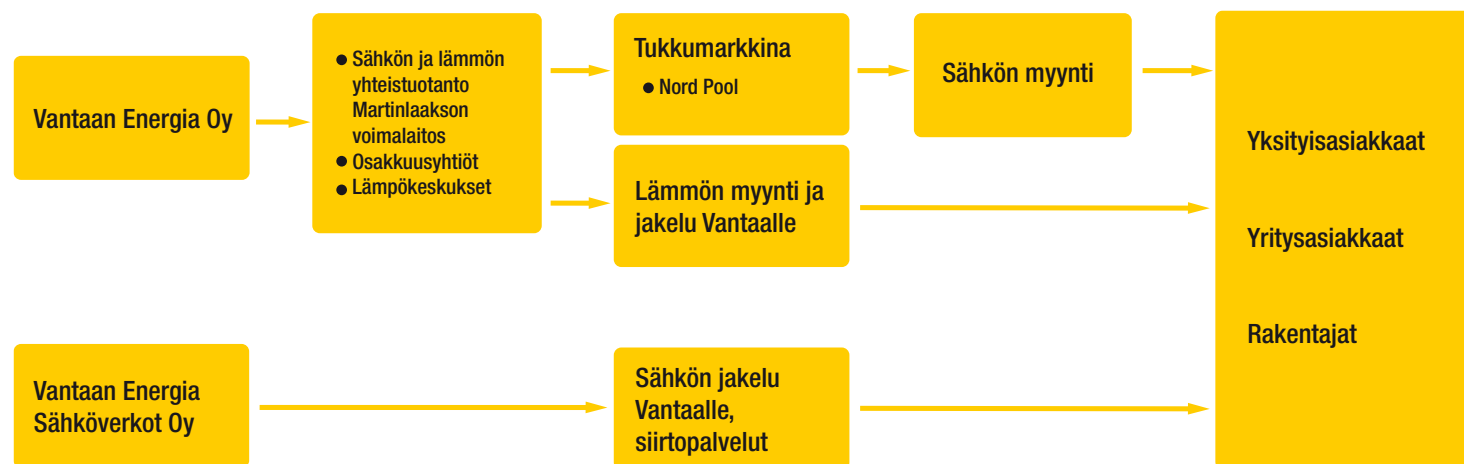 Vantaan Energia Oy
● Sähkön ja lämmön
yhteistuotanto
Martinlaakson
voimalaitos
● Osakkuusyhtiöt
● Lämpökeskukset
Tukkumarkkina
● Nord Pool
Sähkön myynti
Lämmön myynti ja
jakelu Vantaalle
Yksityisasiakkaat
Yritysasiakkaat
Rakentajat
Vantaan Energia
Sähköverkot Oy
Sähkön jakelu
Vantaalle,
siirtopalvelut